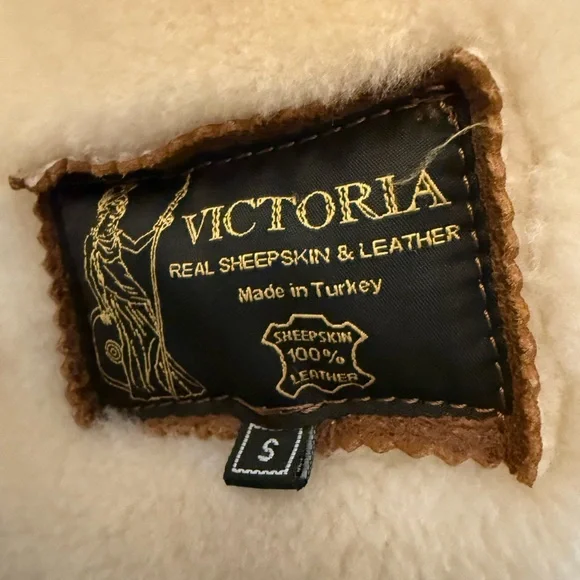 VICTORIA
REAL SHEEPSKIN & LEATHER
Made in Turkey
SHEEPSKIN
100%
LEATHER
S